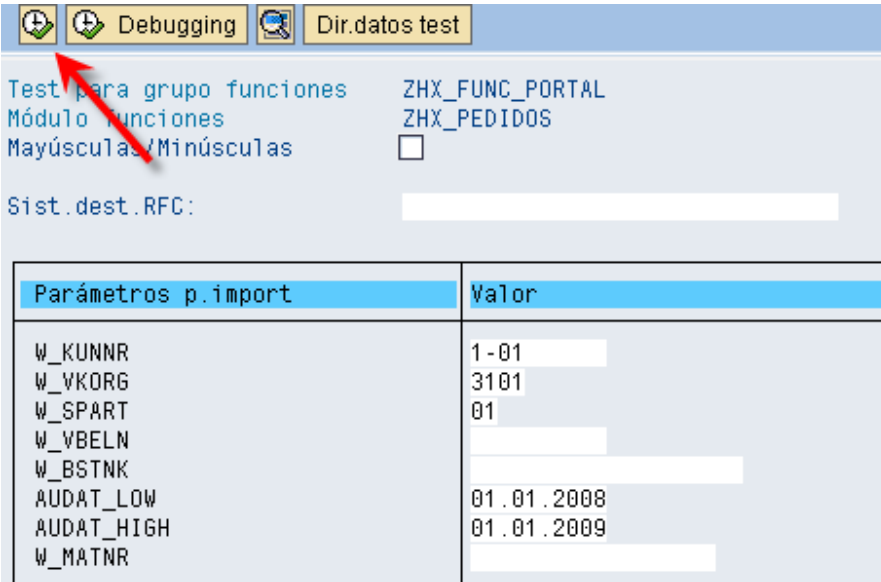 Debugging Dir.datos test
Test para grupo funciones ZHX_FUNC_PORTAL
Módulo funciones ZHX_PEDIDOS
Mayúsculas/Minúsculas
Sist.dest.RFC:
Parámetros p.import Valor
W_KUNNR 1-01
W_VKORG 3101
W_SPART 01
W_VBELN
W_BSTNK
AUDAT_LOW 01.01.2008
AUDAT_HIGH 01.01.2009
W_MATNR